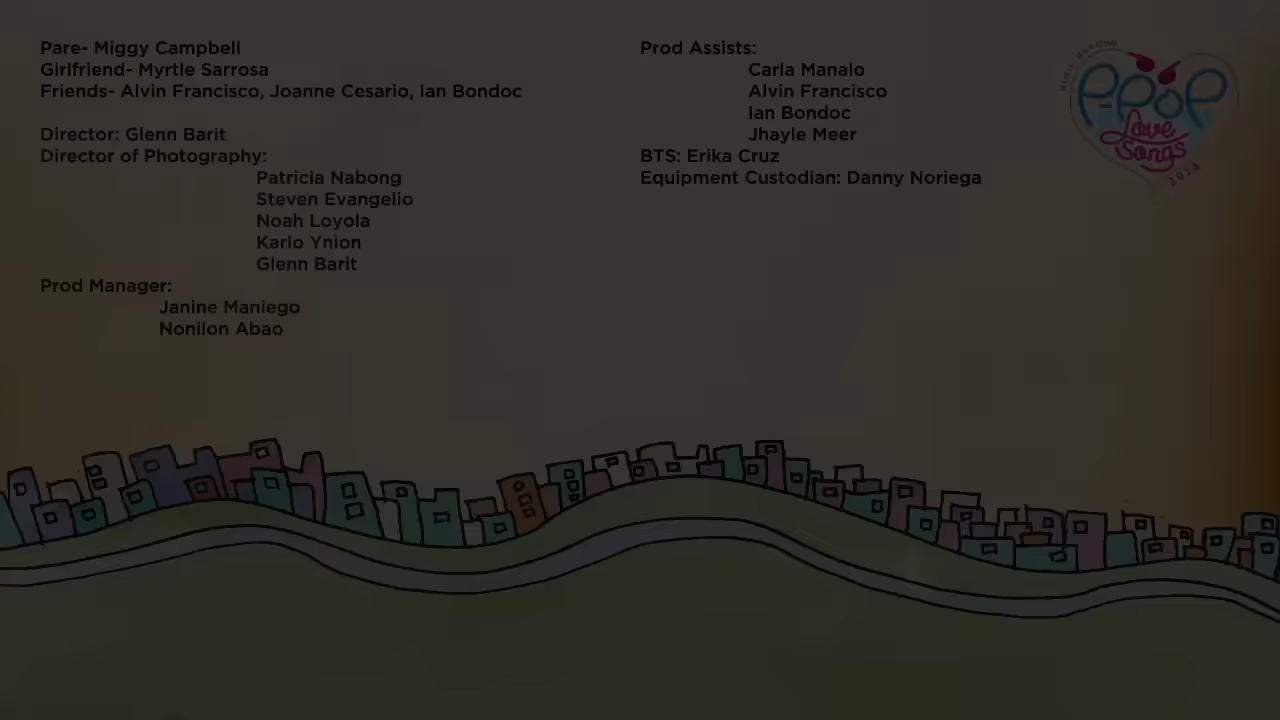 Pare- Miggy Campbell
Girlfriend- Myrtle Sarrosa
Friends- Alvin Francisco, Joanne Cesario, Ian Bondoc
Director: Glenn Barit
Director of Photography:
Patricia Nabong
Steven Evangelio
Noah Loyola
Karlo Ynion
Glenn Barit
Prod Manager:
Janine Maniego
Nonilon Abao
Prod Assists:
Carla Manalo
Alvin Francisco
Ian Bondoc
Jhayle Meer
BTS: Erika Cruz
Equipment Custodian: Danny Noriega
P-POP
Love
Songs
2014